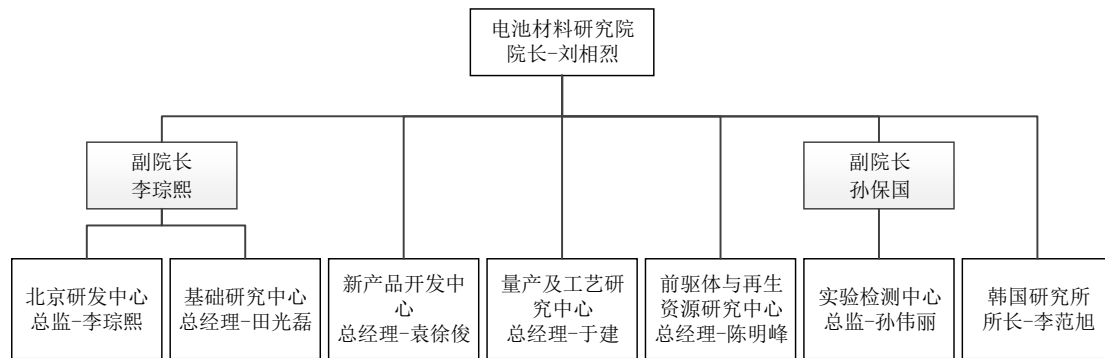 电池材料研究院
院长-刘相烈
副院长
李琮熙
副院长
孙保国
北京研发中心
总监-李琮熙
基础研究中心
总经理-田光磊
新产品开发中
心
总经理-袁徐俊
量产及工艺研
究中心
总经理-于建
前驱体与再生
资源研究中心
总经理-陈明峰
实验检测中心
总监-孙伟丽
韩国研究所
所长-李范旭